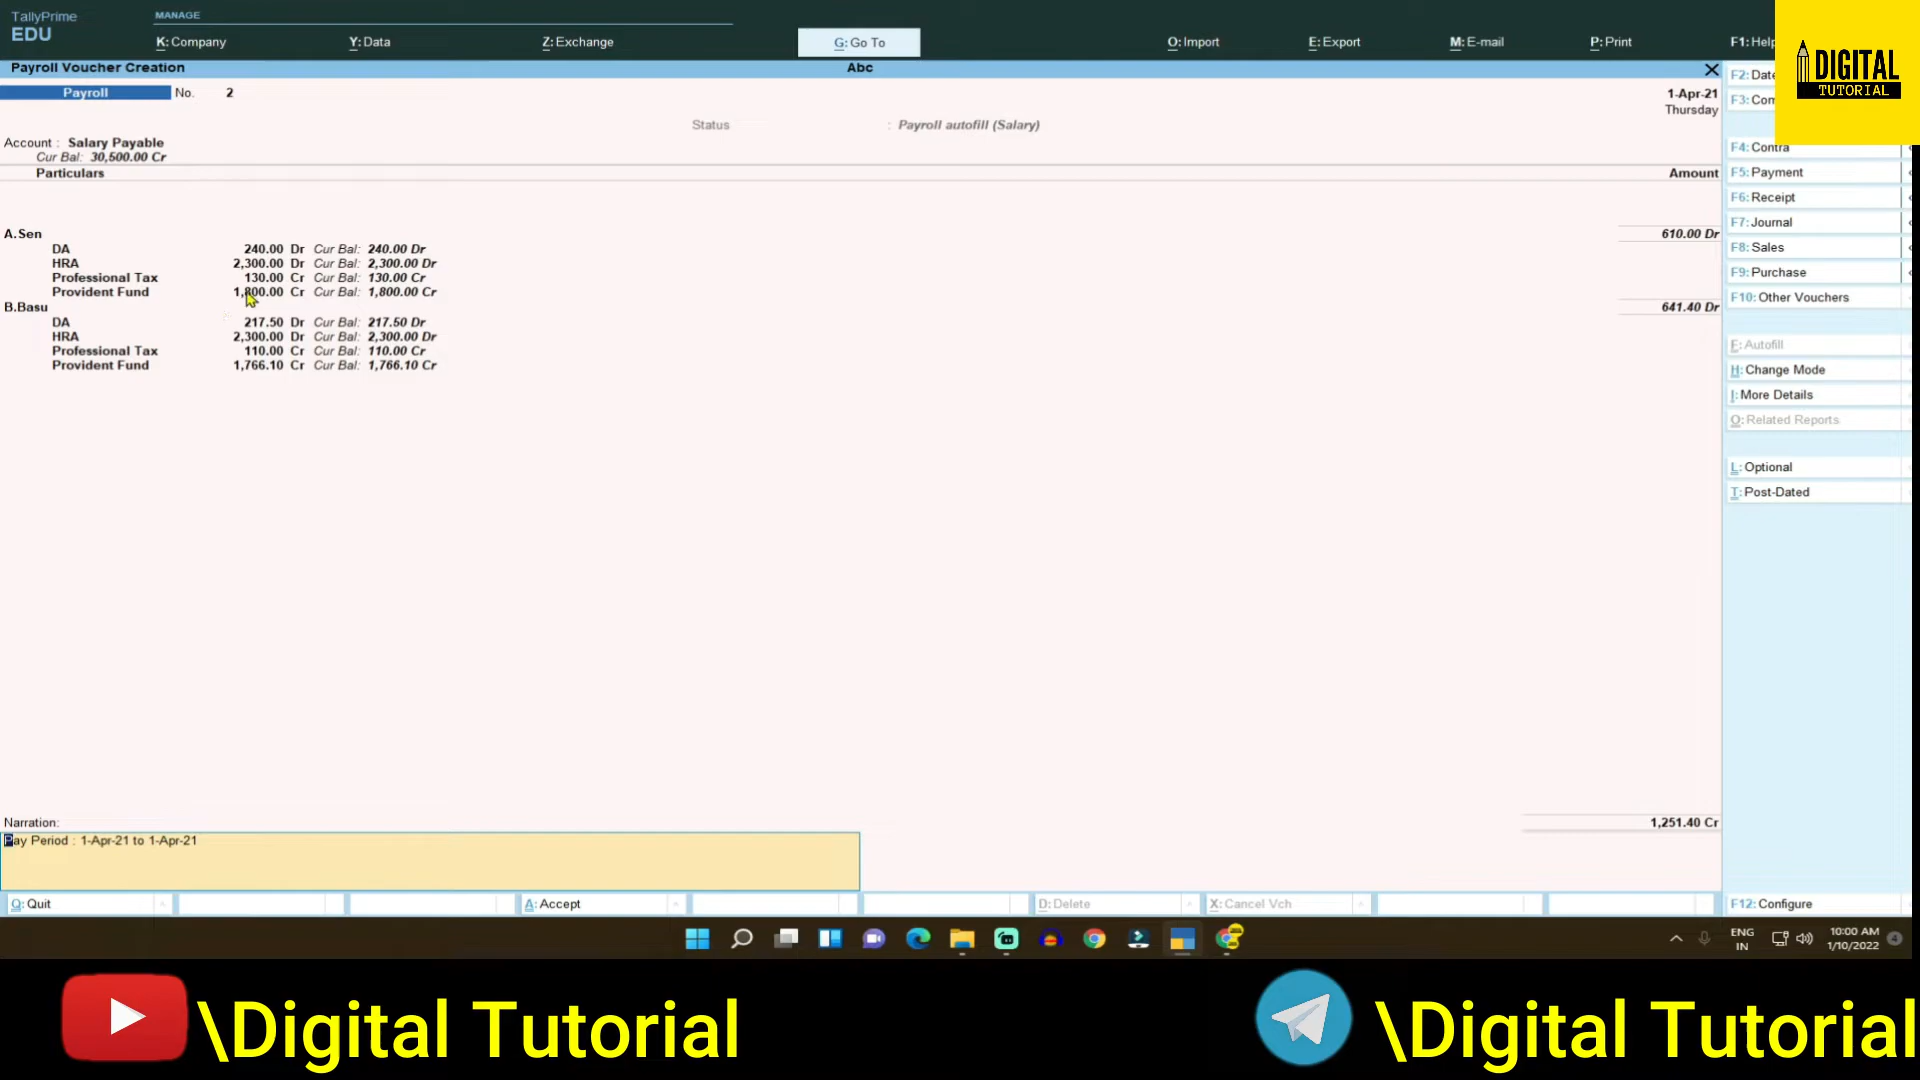 TallyPrime
EDU
MANAGE
K: Company
Y: Data
Z: Exchange
G: Go To
O: Import
E: Export
M: E-mail
P: Print
F1: Help
DIGITAL
TUTORIAL
Payroll Voucher Creation
Abc
F2: Date
Payroll No. 2
1-Apr-21
F3: Com
Thursday
Status : Payroll autofill (Salary)
Account : Salary Payable
Cur Bal: 30,500.00 Cr
F4: Contra
Particulars
Amount
F5: Payment
F6: Receipt
F7: Journal
F8: Sales
F9: Purchase
F10: Other Vouchers
F: Autofill
H: Change Mode
I: More Details
O: Related Reports
L: Optional
T: Post-Dated
A.Sen 610.00 Dr
DA 240.00 Dr Cur Bal: 240.00 Dr
HRA 2,300.00 Dr Cur Bal: 2,300.00 Dr
Professional Tax 130.00 Cr Cur Bal: 130.00 Cr
Provident Fund 1,800.00 Cr Cur Bal: 1,800.00 Cr
B.Basu 641.40 Dr
DA 217.50 Dr Cur Bal: 217.50 Dr
HRA 2,300.00 Dr Cur Bal: 2,300.00 Dr
Professional Tax 110.00 Cr Cur Bal: 110.00 Cr
Provident Fund 1,766.10 Cr Cur Bal: 1,766.10 Cr
Narration:
1,251.40 Cr
Pay Period : 1-Apr-21 to 1-Apr-21
Q: Quit
A: Accept
D: Delete
X: Cancel Vch
F12: Configure
ENG
IN
10:00 AM
1/10/2022
4
\Digital Tutorial
\Digital Tutorial